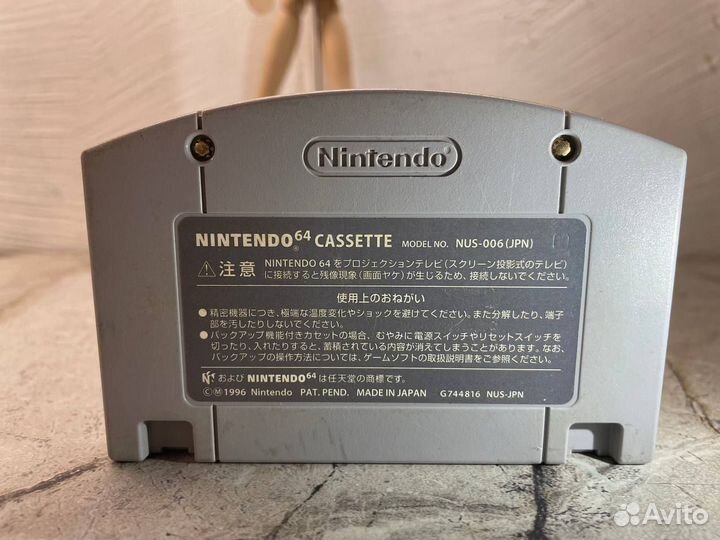 Nintendo
NINTENDO64 CASSETTE MODEL NO. NUS-006(JPN)
⚠注意 NINTENDO 64 をプロジェクションテレビ(スクリーン投影式のテレビ)
に接続すると残像現象(画面ヤケ)が生じるため、接続しないでください。
使用上のおねがい
●精密機器につき、極端な温度変化やショックを避けてください。また分解したり、端子
部を汚したりしないでください。
●バックアップ機能付きカセットの場合、むやみに電源スイッチやリセットスイッチを
切ったり、入れたりすると、蓄積されている内容が消えてしまうことがあります。なお、
バックアップの操作方法については、ゲームソフトの取扱説明書をご参照ください。
および NINTENDO64 は任天堂の商標です。
©Ⓜ1996 Nintendo PAT. PEND. MADE IN JAPAN G744816 NUS-JPN
Avito